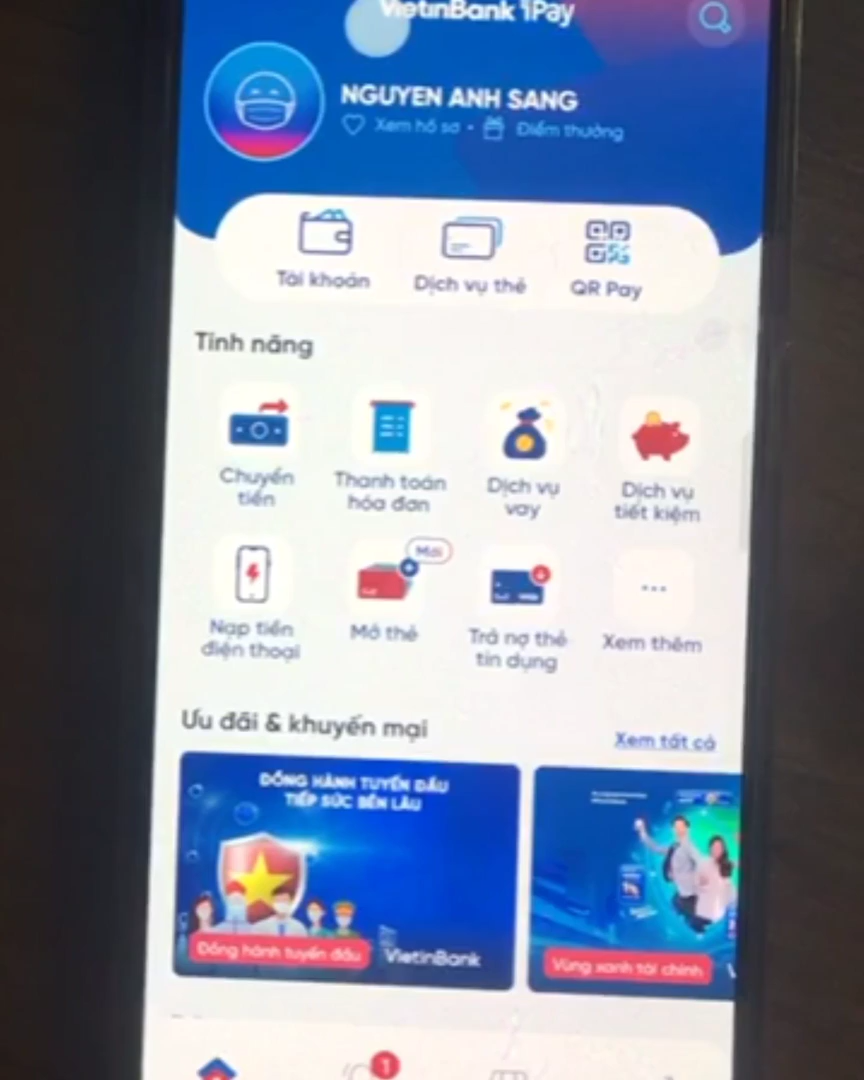 VietinBank iPay
NGUYEN ANH SANG
Xem hồ sơ • Điểm thưởng
Tài khoản
Dịch vụ thẻ
QR Pay
Tính năng
Chuyển
tiền
Thanh toán
hóa đơn
Dịch vụ
vay
Dịch vụ
tiết kiệm
Nạp tiền
điện thoại
Mới
Mở thẻ
Trả nợ thẻ
tín dụng
Xem thêm
Ưu đãi & khuyến mại
Xem tất cả
ĐỒNG HÀNH TUYẾN ĐẦU
TIẾP SỨC BỀN LÂU
Đồng hành tuyến đầu
VietinBank
Vùng xanh tài chính
1